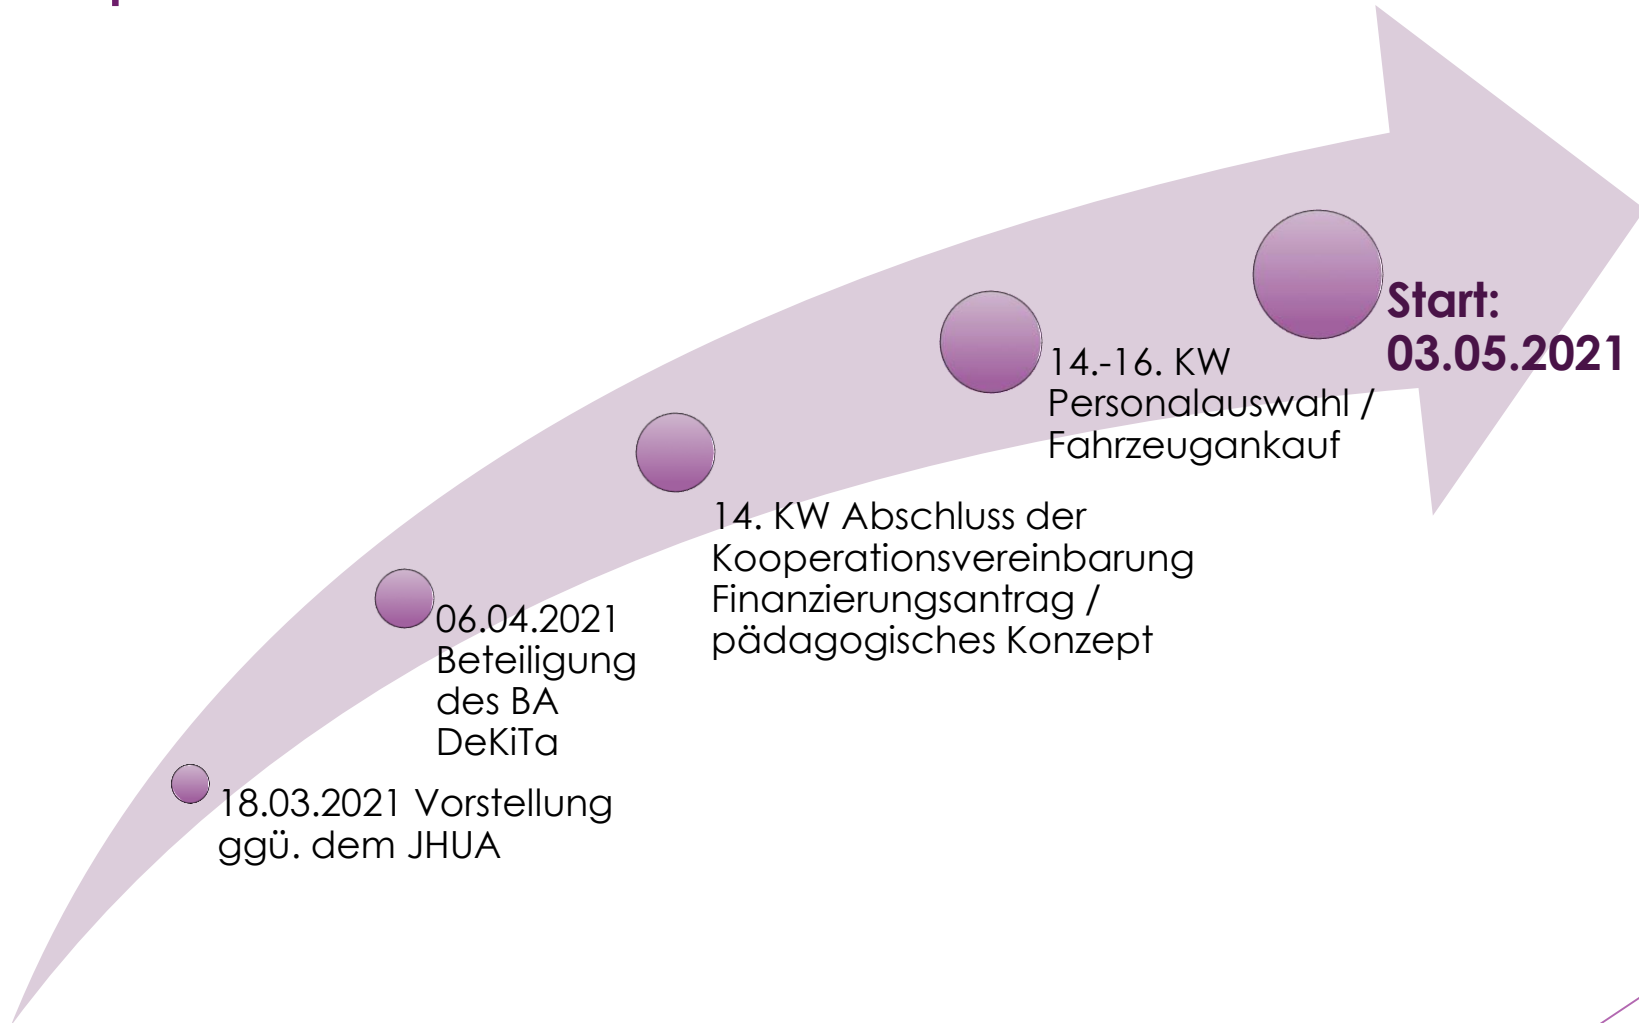 18.03.2021 Vorstellung
ggü. dem JHUA
06.04.2021
Beteiligung
des BA
DeKiTa
14. KW Abschluss der
Kooperationsvereinbarung
Finanzierungsantrag /
pädagogisches Konzept
14.-16. KW
Personalauswahl /
Fahrzeugankauf
Start:
03.05.2021